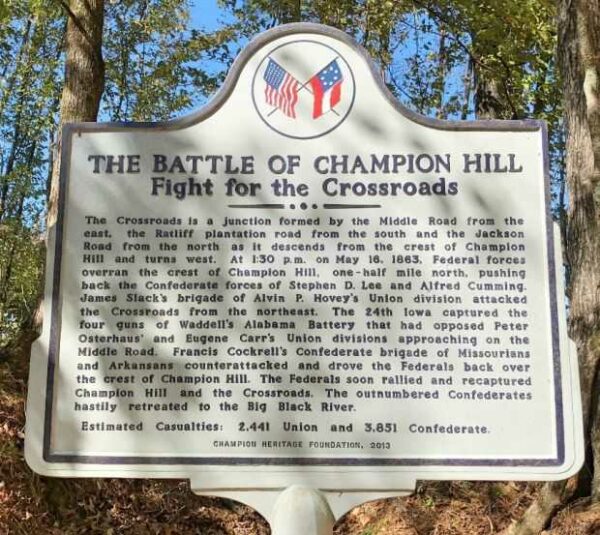 THE BATTLE OF CHAMPION HILL
Fight for the Crossroads
The Crossroads is a junction formed by the Middle Road from the
east, the Ratliff plantation road from the south and the Jackson
Road from the north as it descends from the crest of Champion
Hill and turns west. At 1:30 p.m. on May 16, 1863, Federal forces
overran the crest of Champion Hill, one-half mile north, pushing
back the Confederate forces of Stephen D. Lee and Alfred Cumming.
James Slack's brigade of Alvin P. Hovey's Union division attacked
the Crossroads from the northeast. The 24th Iowa captured the
four guns of Waddell's Alabama Battery that had opposed Peter
Osterhaus' and Eugene Carr's Union divisions approaching on the
Middle Road. Francis Cockrell's Confederate brigade of Missourians
and Arkansans counterattacked and drove the Federals back over
the crest of Champion Hill. The Federals soon rallied and recaptured
Champion Hill and the Crossroads. The outnumbered Confederates
hastily retreated to the Big Black River.
Estimated Casualties: 2,441 Union and 3,851 Confederate.
CHAMPION HERITAGE FOUNDATION, 2013